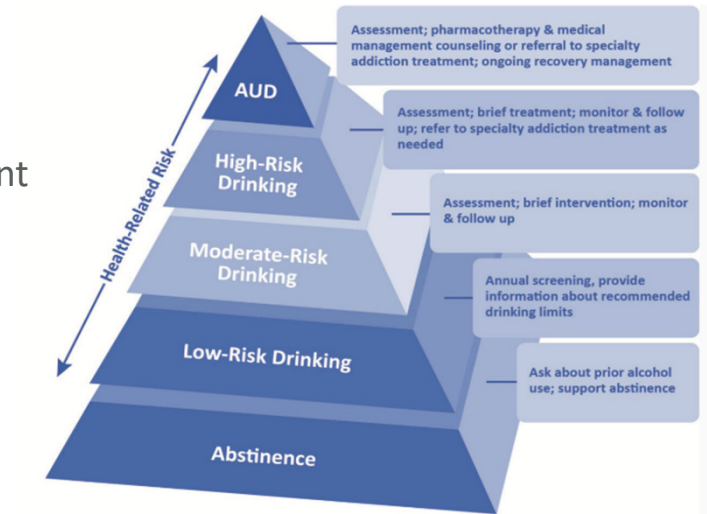 Assessment; pharmacotherapy & medical
management counseling or referral to specialty
addiction treatment; ongoing recovery management
AUD
Assessment; brief treatment; monitor & follow
up; refer to specialty addiction treatment as
needed
nt
High-Risk
Drinking
Health-Related Risk
Assessment; brief intervention; monitor
& follow up
Moderate-Risk
Drinking
Annual screening, provide
information about recommended
drinking limits
Low-Risk Drinking
Ask about prior alcohol
use; support abstinence
Abstinence